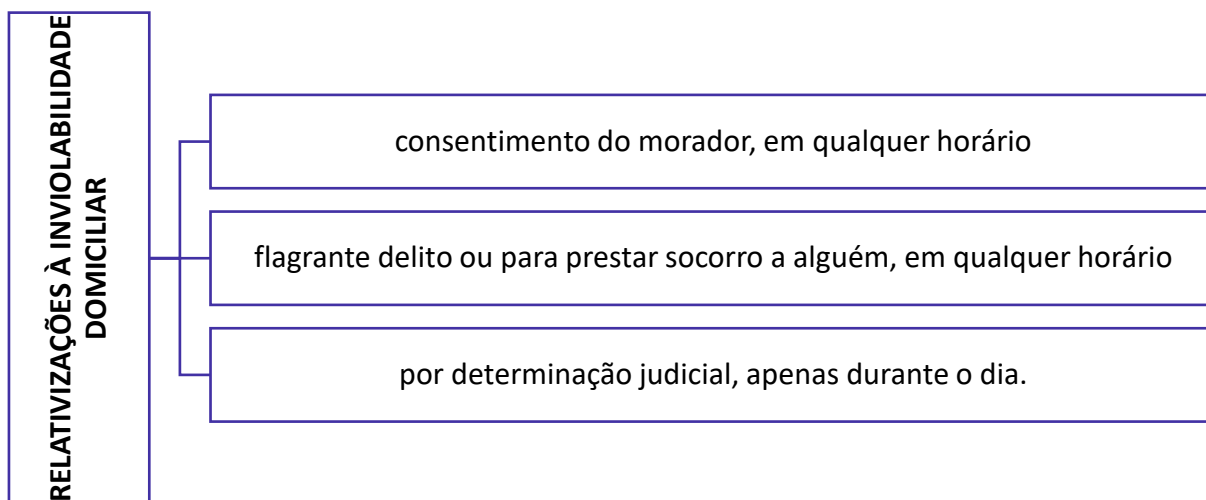 RELATIVIZAÇÕES À INVIOLABILIDADE
DOMICILIAR
consentimento do morador, em qualquer horário
flagrante delito ou para prestar socorro a alguém, em qualquer horário
por determinação judicial, apenas durante o dia.